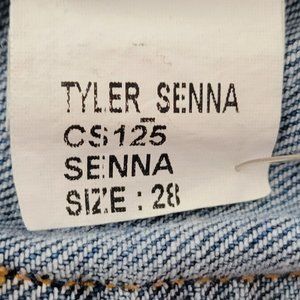 TYLER SENNA
CS125
SENNA
SIZE : 28